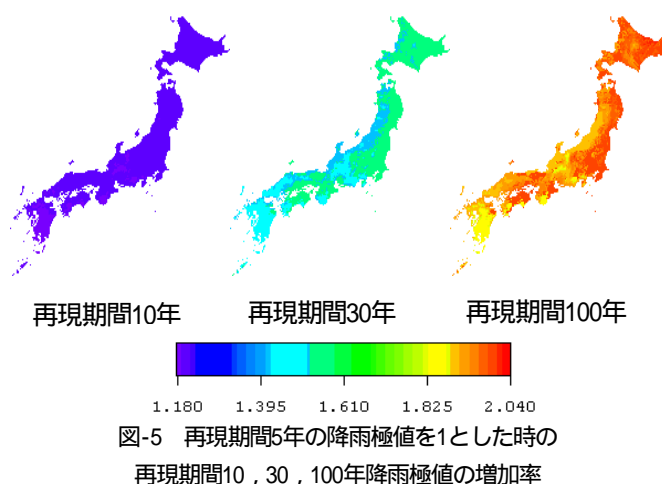 再現期間10年 再現期間30年 再現期間100年
1.180 1.395 1.610 1.825 2.040
図-5 再現期間5年の降雨極値を1とした時の
再現期間10，30，100年降雨極値の増加率